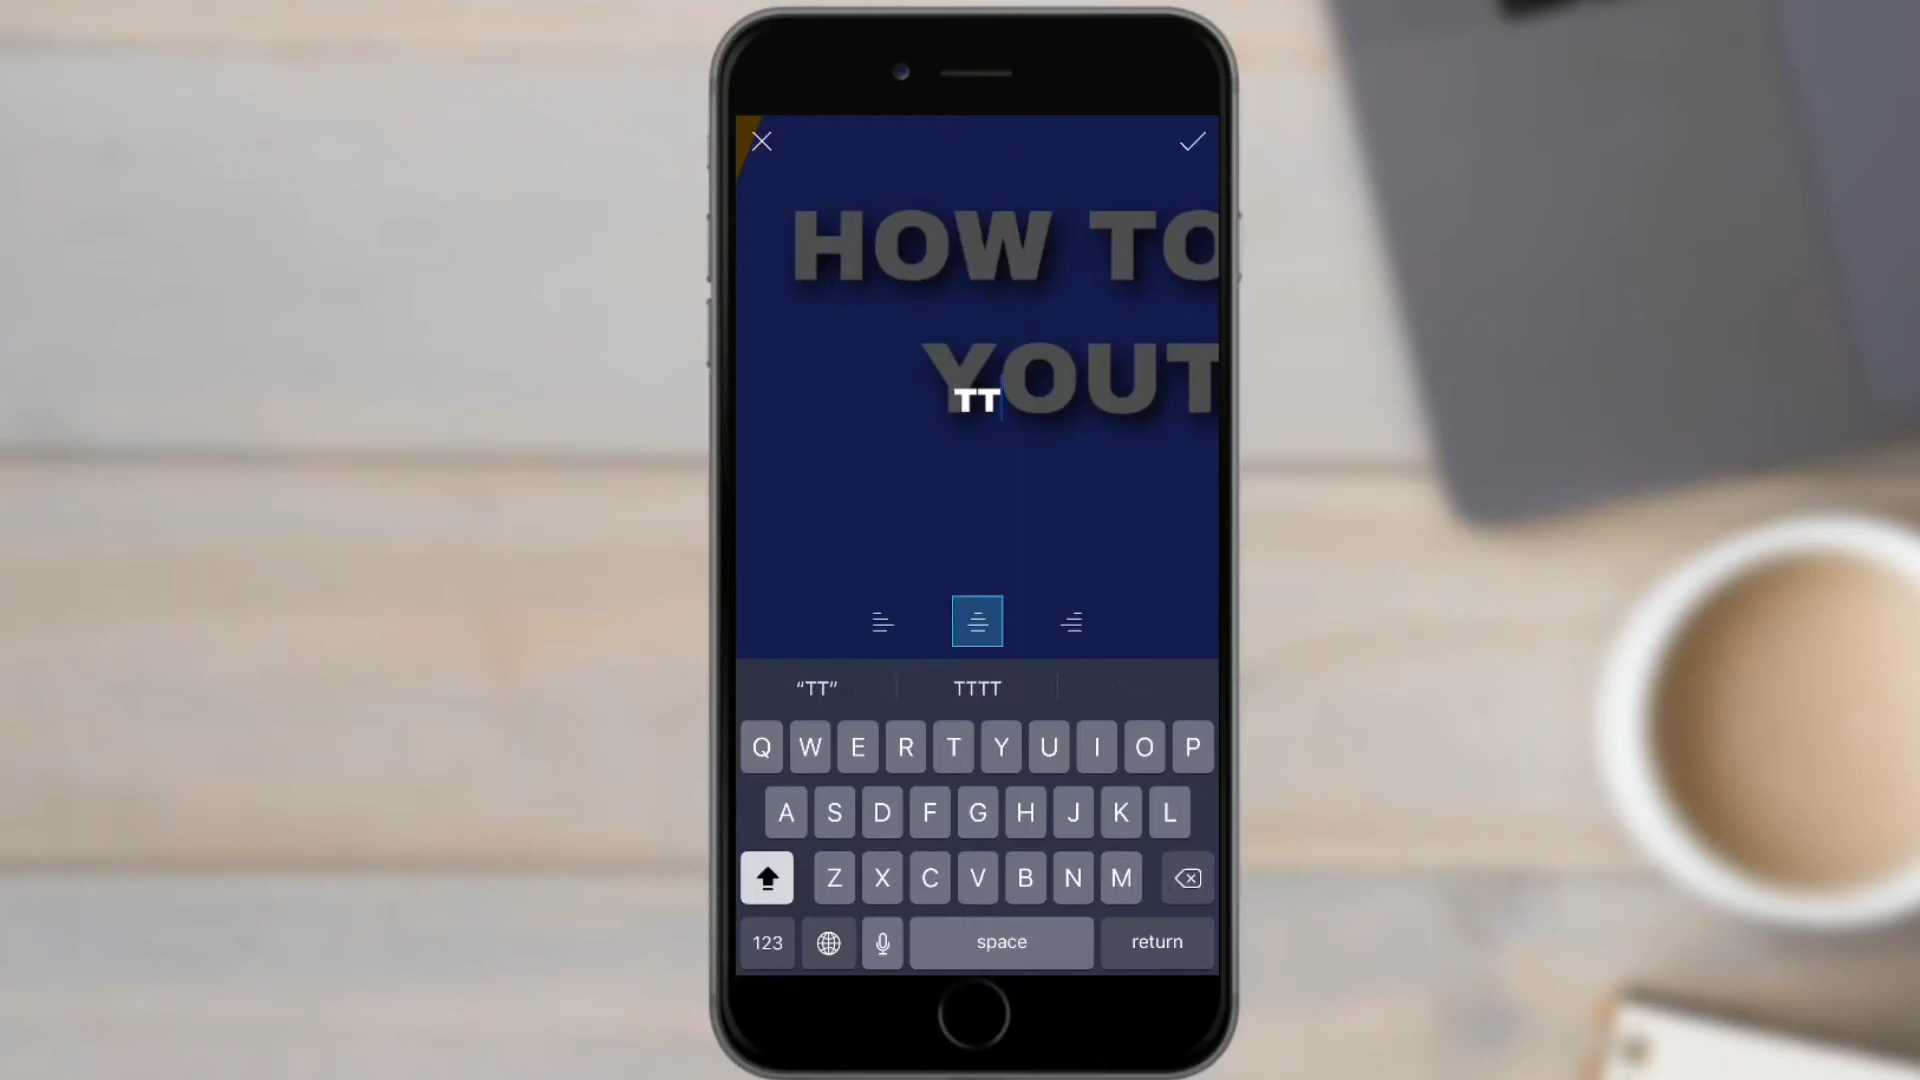 HOW TO
YOUT
TT
“TT”
TTTT
Q W E R T Y U I O P
A S D F G H J K L
Z X C V B N M
123 space return